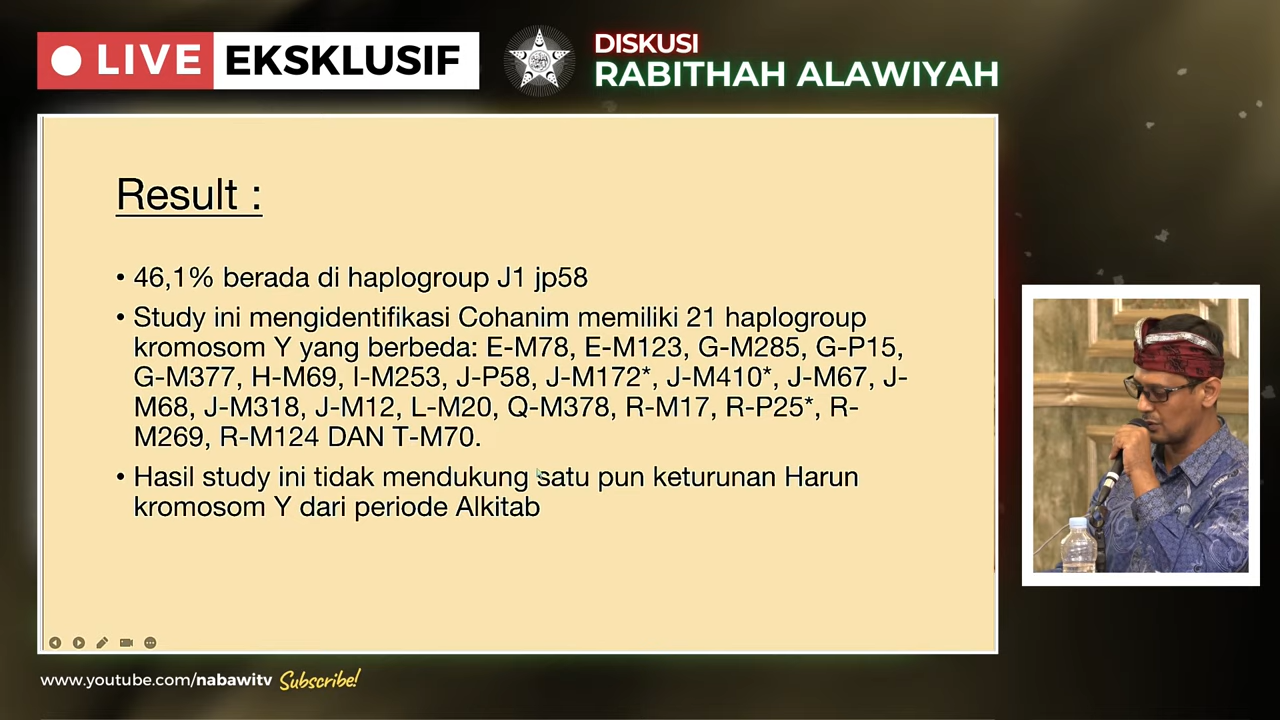 LIVE EKSKLUSIF
DISKUSI
RABITHAH ALAWIYAH
Result :
• 46,1% berada di haplogroup J1 jp58
• Study ini mengidentifikasi Cohanim memiliki 21 haplogroup
kromosom Y yang berbeda: E-M78, E-M123, G-M285, G-P15,
G-M377, H-M69, I-M253, J-P58, J-M172*, J-M410*, J-M67, J-
M68, J-M318, J-M12, L-M20, Q-M378, R-M17, R-P25*, R-
M269, R-M124 DAN T-M70.
• Hasil study ini tidak mendukung satu pun keturunan Harun
kromosom Y dari periode Alkitab
www.youtube.com/nabawitv Subscribe!